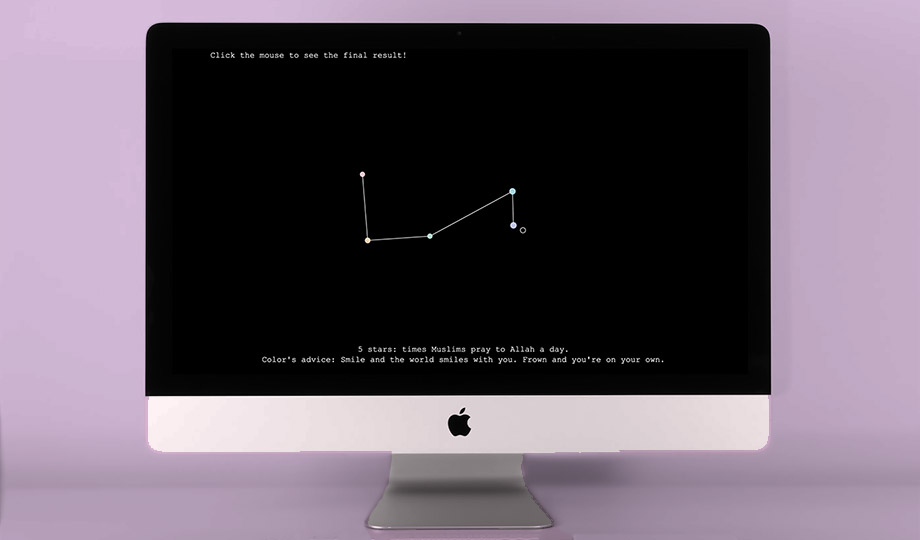 Click the mouse to see the final result!
5 stars: times Muslims pray to Allah a day.
Color's advice: Smile and the world smiles with you. Frown and you're on your own.